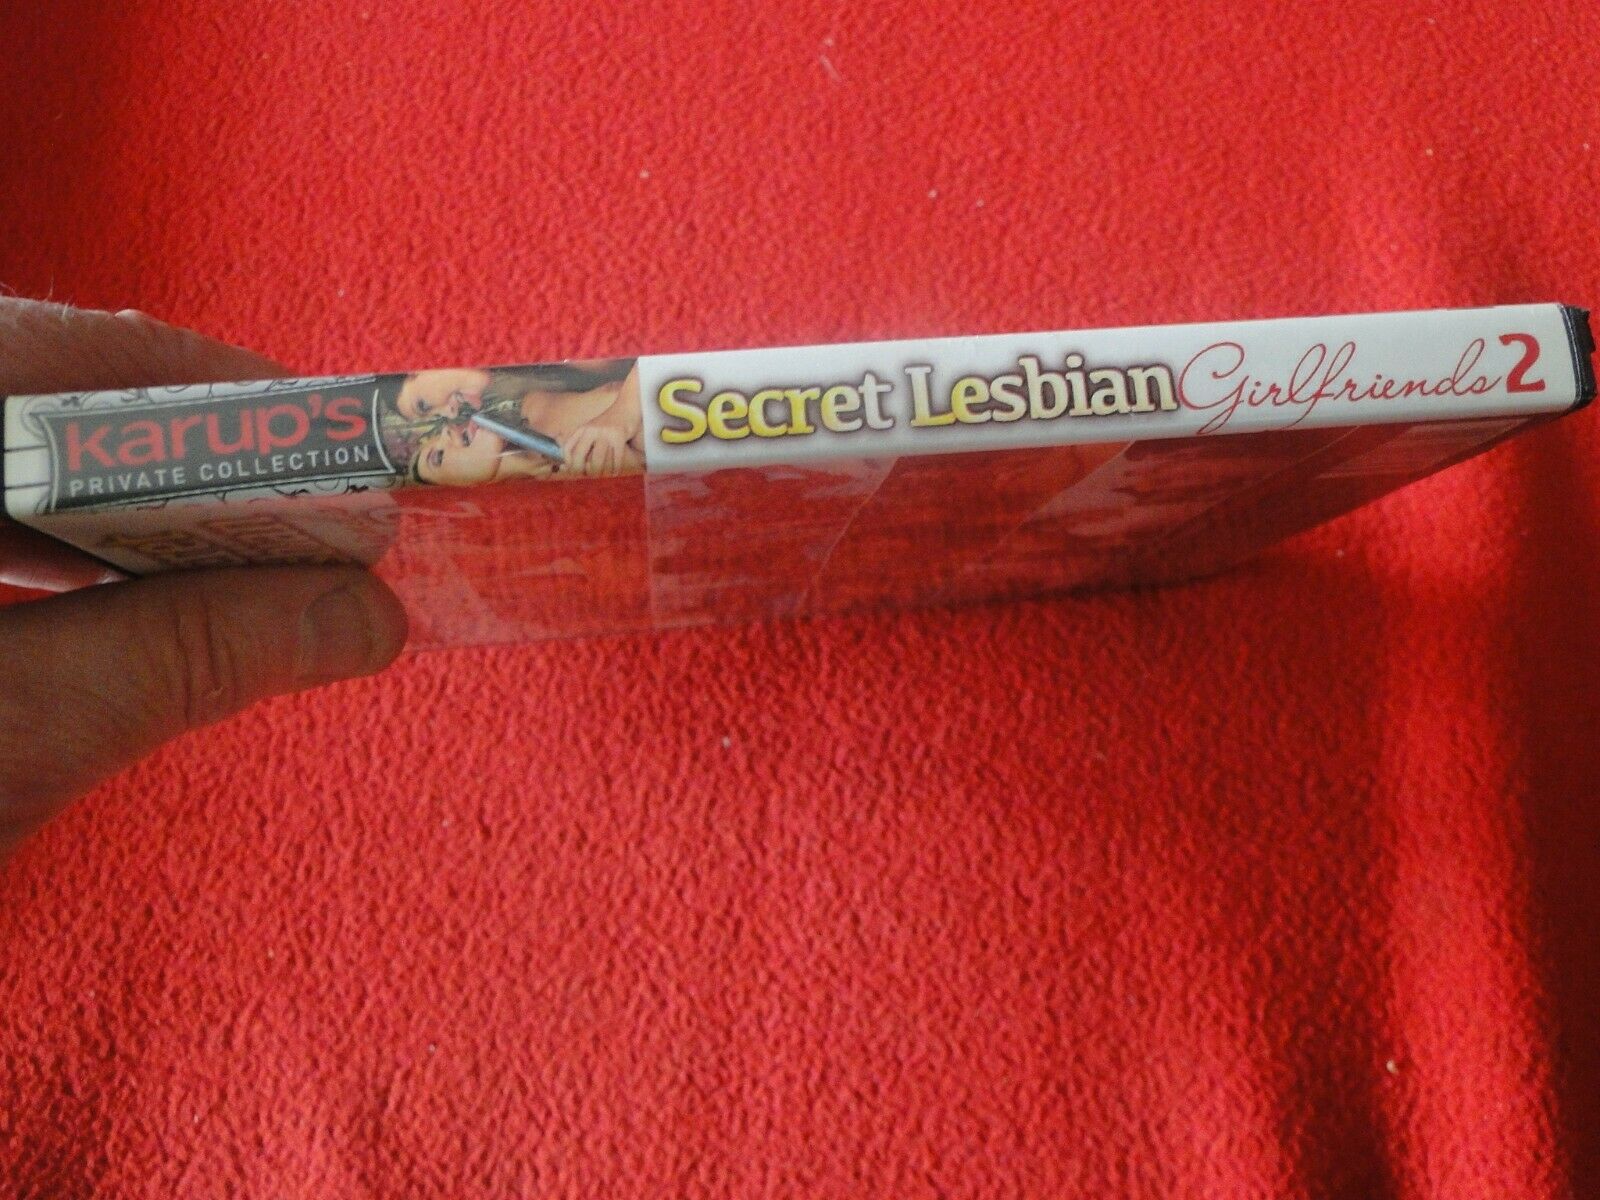 karup's
PRIVATE COLLECTION
Secret Lesbian Girlfriends 2